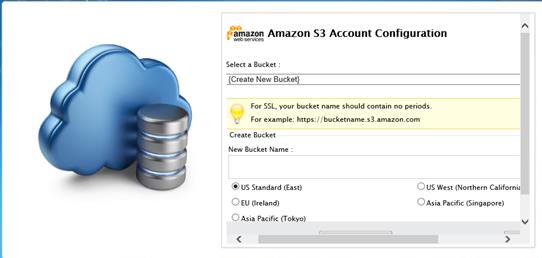 amazon
web services
Amazon S3 Account Configuration
Select a Bucket :
{Create New Bucket}
For SSL, your bucket name should contain no periods.
For example: https://bucketname.s3.amazon.com
Create Bucket
New Bucket Name :
US Standard (East)
US West (Northern California
EU (Ireland)
Asia Pacific (Singapore)
Asia Pacific (Tokyo)